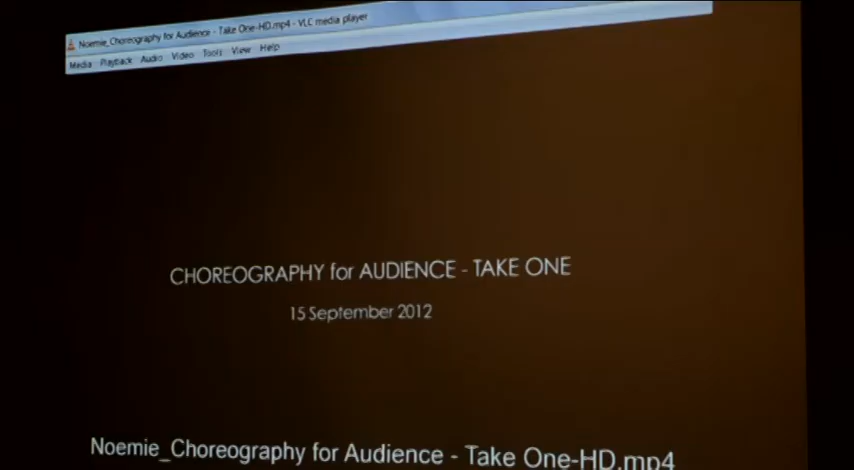 Noemie_Choreography for Audience - Take One-HD.mp4 - VLC media player
Media Playback Audio Video Tools View Help
CHOREOGRAPHY for AUDIENCE - TAKE ONE
15 September 2012
Noemie_Choreography for Audience - Take One-HD.mp4